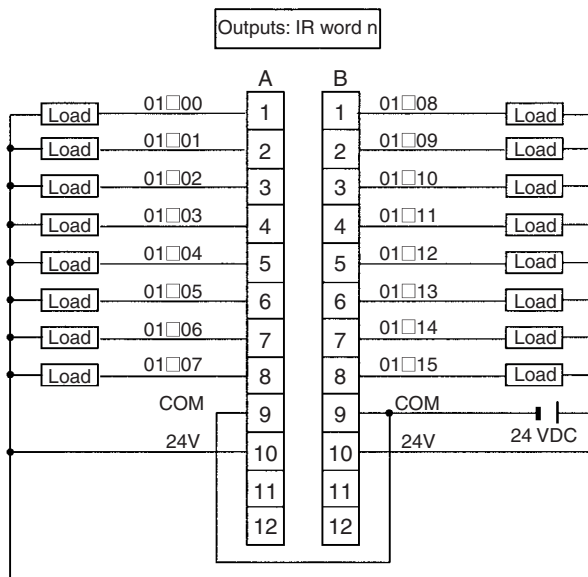 Outputs: IR word n
A B
Load 01□00 1 1 01□08 Load
Load 01□01 2 2 01□09 Load
Load 01□02 3 3 01□10 Load
Load 01□03 4 4 01□11 Load
Load 01□04 5 5 01□12 Load
Load 01□05 6 6 01□13 Load
Load 01□06 7 7 01□14 Load
Load 01□07 8 8 01□15 Load
COM 9 9 COM
24 VDC
24V 10 10 24V
11 11
12 12